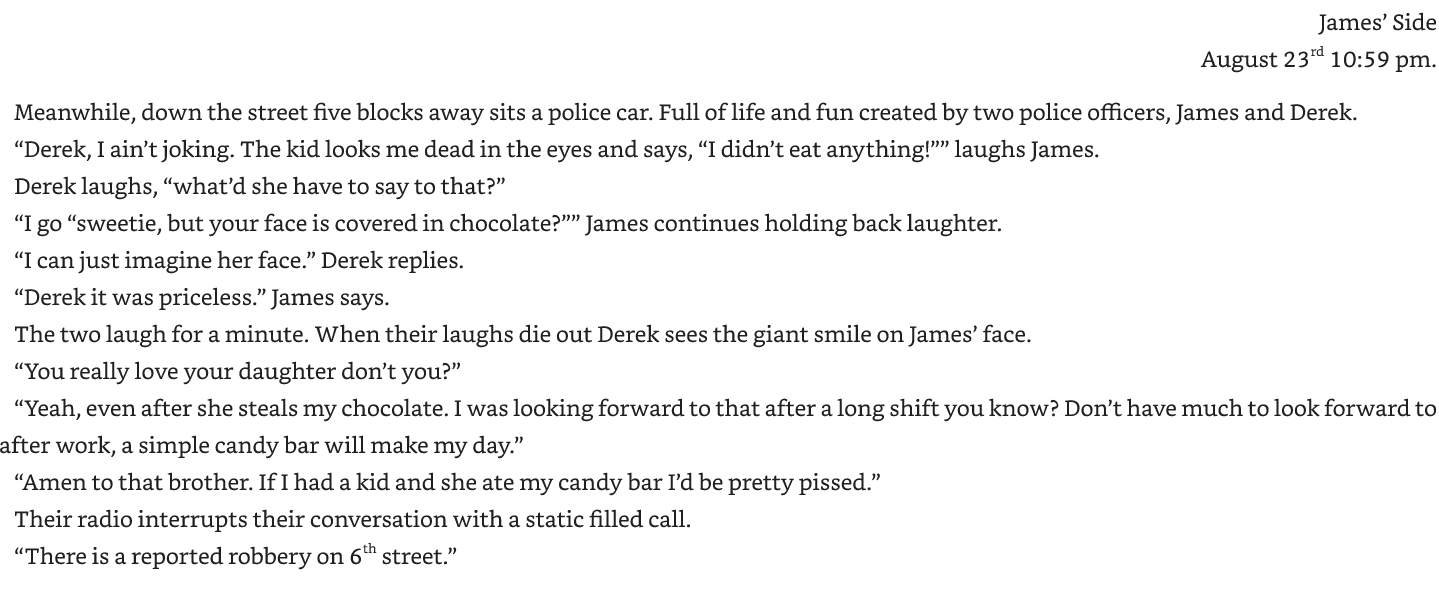 James’ Side
August 23rd 10:59 pm.
Meanwhile, down the street five blocks away sits a police car. Full of life and fun created by two police officers, James and Derek.
“Derek, I ain’t joking. The kid looks me dead in the eyes and says, “I didn’t eat anything!”” laughs James.
Derek laughs, “what’d she have to say to that?”
“I go “sweetie, but your face is covered in chocolate?”” James continues holding back laughter.
“I can just imagine her face.” Derek replies.
“Derek it was priceless.” James says.
The two laugh for a minute. When their laughs die out Derek sees the giant smile on James’ face.
“You really love your daughter don’t you?”
“Yeah, even after she steals my chocolate. I was looking forward to that after a long shift you know? Don’t have much to look forward to
after work, a simple candy bar will make my day.”
“Amen to that brother. If I had a kid and she ate my candy bar I’d be pretty pissed.”
Their radio interrupts their conversation with a static filled call.
“There is a reported robbery on 6th street.”